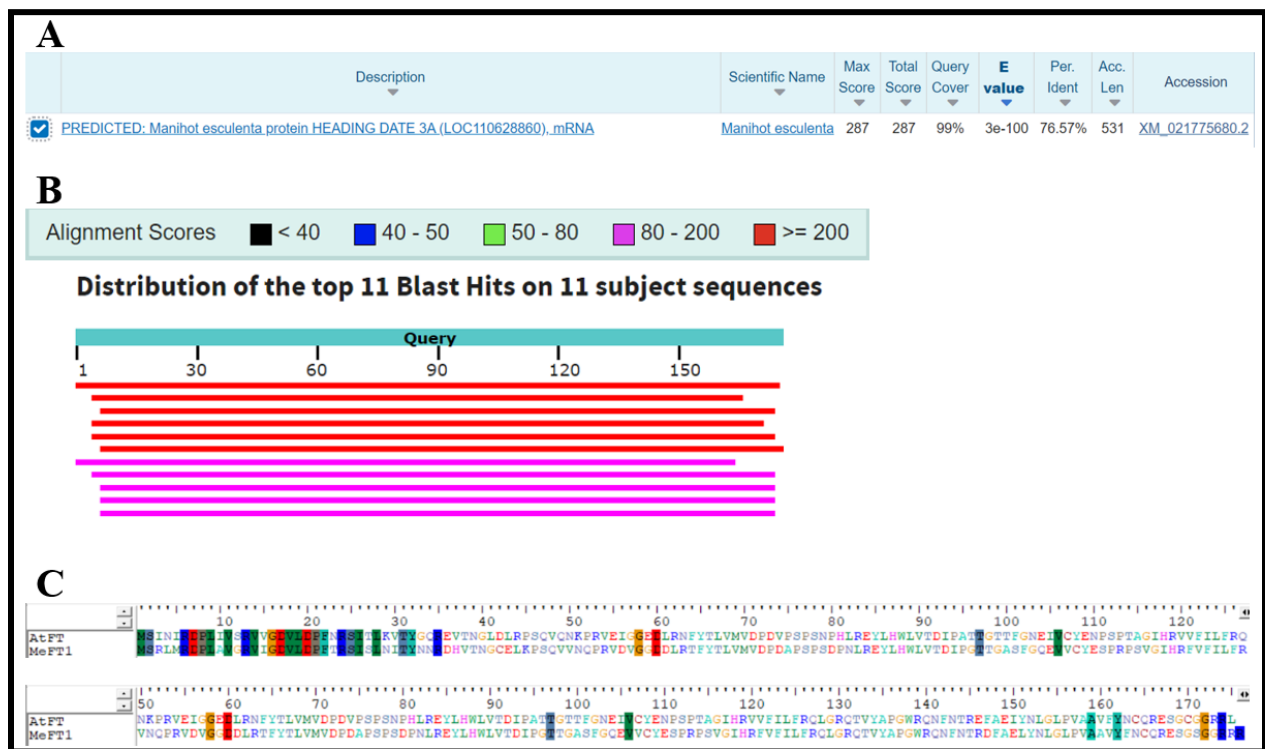 A
Description
Scientific Name
Max Score
Total Score
Query Cover
E value
Per. Ident
Acc. Len
Accession
PREDICTED: Manihot esculenta protein HEADING DATE 3A (LOC110628860), mRNA
Manihot esculenta 287 287 99% 3e-100 76.57% 531 XM_021775680.2
B
Alignment Scores < 40 40 - 50 50 - 80 80 - 200 >= 200
Distribution of the top 11 Blast Hits on 11 subject sequences
Query
1 30 60 90 120 150
C
10 20 30 40 50 60 70 80 90 100 110 120
AtFT MSINIRDPLIVSRVVGDVLDPFNRSITLKVTYGQREVTNGLDLRPSQVQNKPRVEIGGEDLRNFYTLVMVDPDVPSPSNPHLREYLHWLVTDIPATTGTTFGNEIVCYENPSPTAGIHRVVFILFRQ
MeFT1 MSRLMRDPLAVGRVIGDVLDPFTRSISLNITYNNRDHVTNGCELKPSQVVNQPRVDVGGDDLRTFYTLVMVDPDAPSPSDPNLREYLHWLVTDIPGTTGASFGQEVVCYESPRPSVGIHRFVFILFR
50 60 70 80 90 100 110 120 130 140 150 160 170
AtFT NKPRVEIGGEDLRNFYTLVMVDPDVPSPSNPHLREYLHWLVTDIPATTGTTFGNEIVCYENPSPTAGIHRVVFILFRQLGRQTVYAPGWRQNFNTREFAEIYNLGLPVAAVFYNCQRESGCGGRRL
MeFT1 VNQPRVDVGGDDLRTFYTLVMVDPDAPSPSDPNLREYLHWLVTDIPGTTGASFGQEVVCYESPRPSVGIHRFVFILFRQLGRQTVYAPGWRQNFNTRDFAELYNLGLPVAAVYFNCQRESGSGGRRR